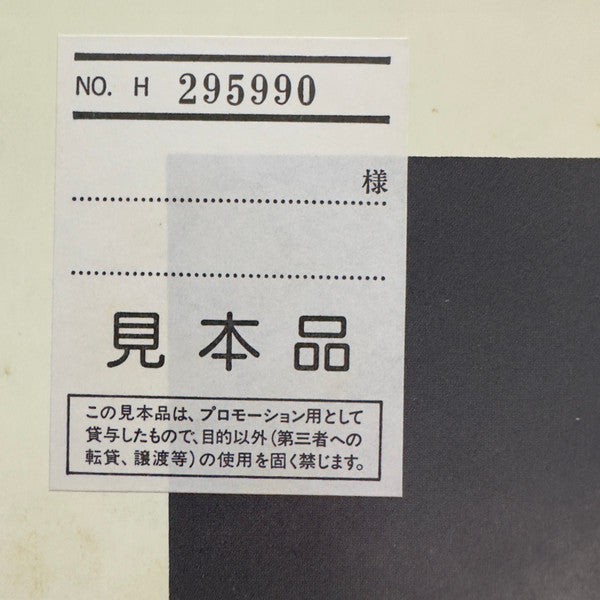 NO. H 295990
様
見本品
この見本品は、プロモーション用として
貸与したもので、目的以外(第三者への
転貸、譲渡等)の使用を固く禁じます。